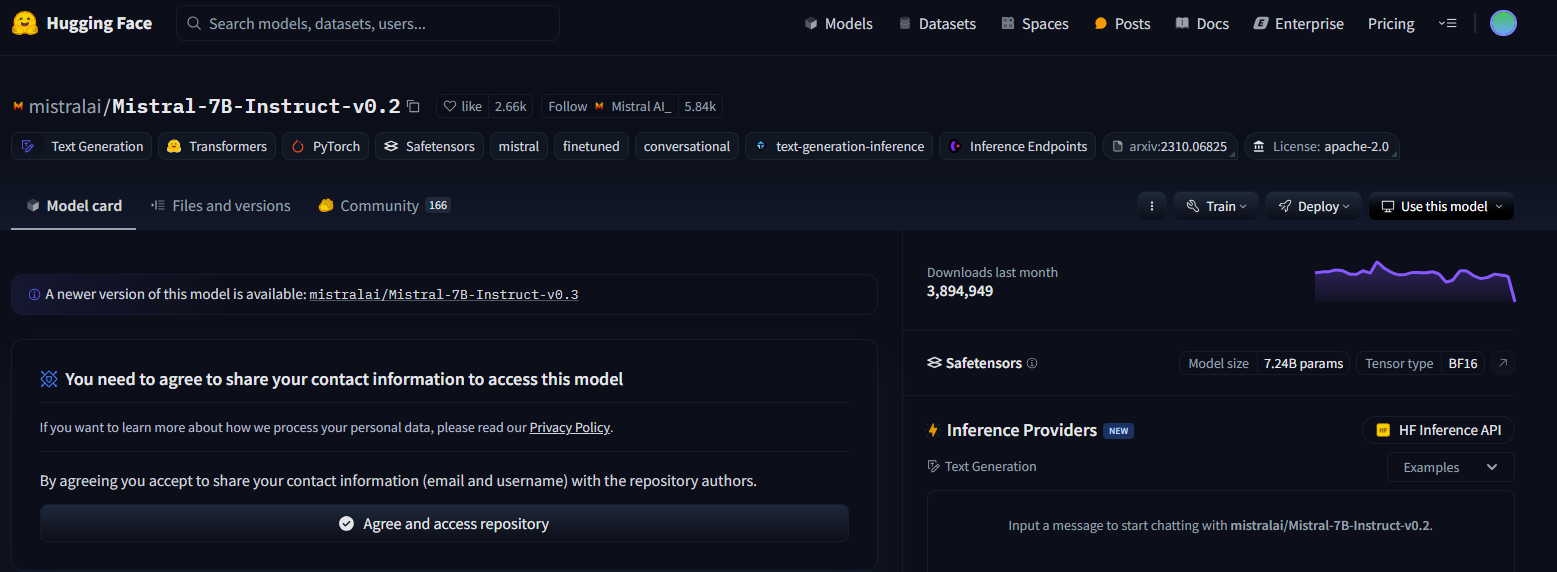 Hugging Face Search models, datasets, users... Models Datasets Spaces Posts Docs Enterprise Pricing
mistralai/Mistral-7B-Instruct-v0.2 like 2.66k Follow Mistral AI_ 5.84k
Text Generation Transformers PyTorch Safetensors mistral finetuned conversational text-generation-inference Inference Endpoints arxiv:2310.06825 License: apache-2.0
Model card Files and versions Community 166 Train Deploy Use this model
A newer version of this model is available: mistralai/Mistral-7B-Instruct-v0.3
You need to agree to share your contact information to access this model
If you want to learn more about how we process your personal data, please read our Privacy Policy.
By agreeing you accept to share your contact information (email and username) with the repository authors.
Agree and access repository
Downloads last month
3,894,949
Safetensors Model size 7.24B params Tensor type BF16
Inference Providers NEW HF HF Inference API
Text Generation Examples
Input a message to start chatting with mistralai/Mistral-7B-Instruct-v0.2.